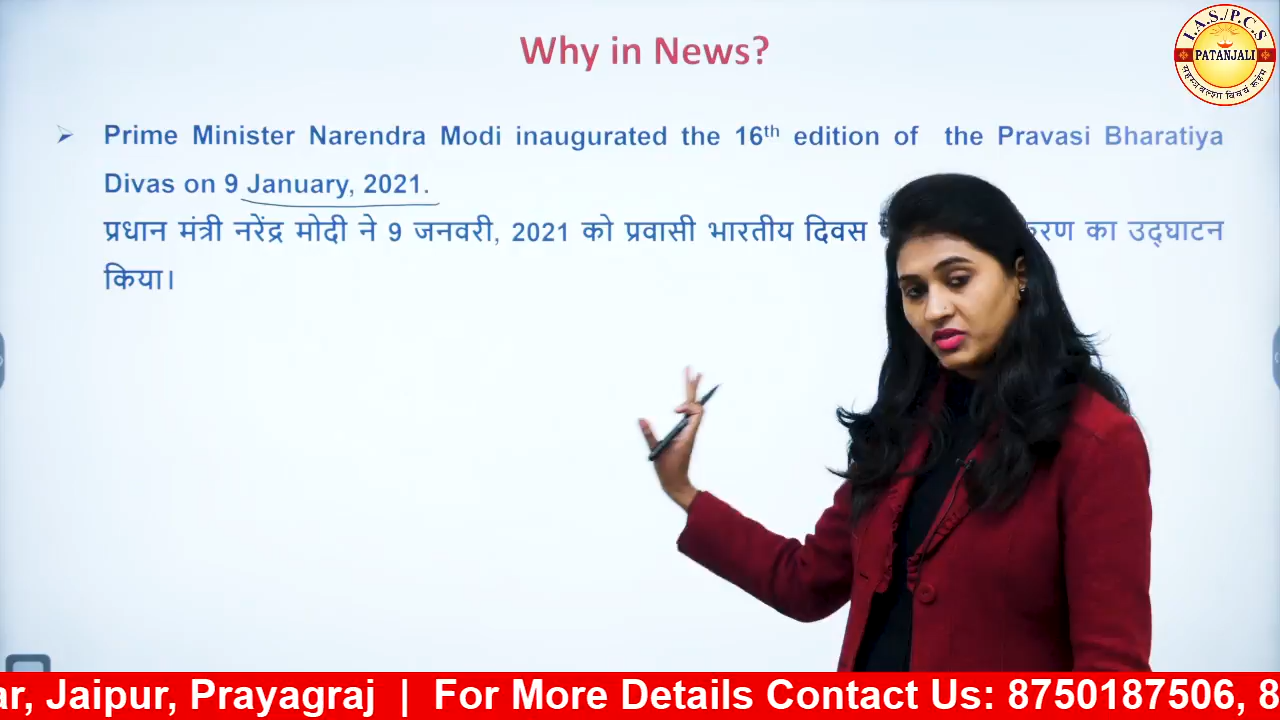 Why in News?
I.A.S./P.C.S
PATANJALI
➢ Prime Minister Narendra Modi inaugurated the 16th edition of the Pravasi Bharatiya
Divas on 9 January, 2021.
प्रधान मंत्री नरेंद्र मोदी ने 9 जनवरी, 2021 को प्रवासी भारतीय दिवस का उद्घाटन
किया।
ar, Jaipur, Prayagraj | For More Details Contact Us: 8750187506, 8